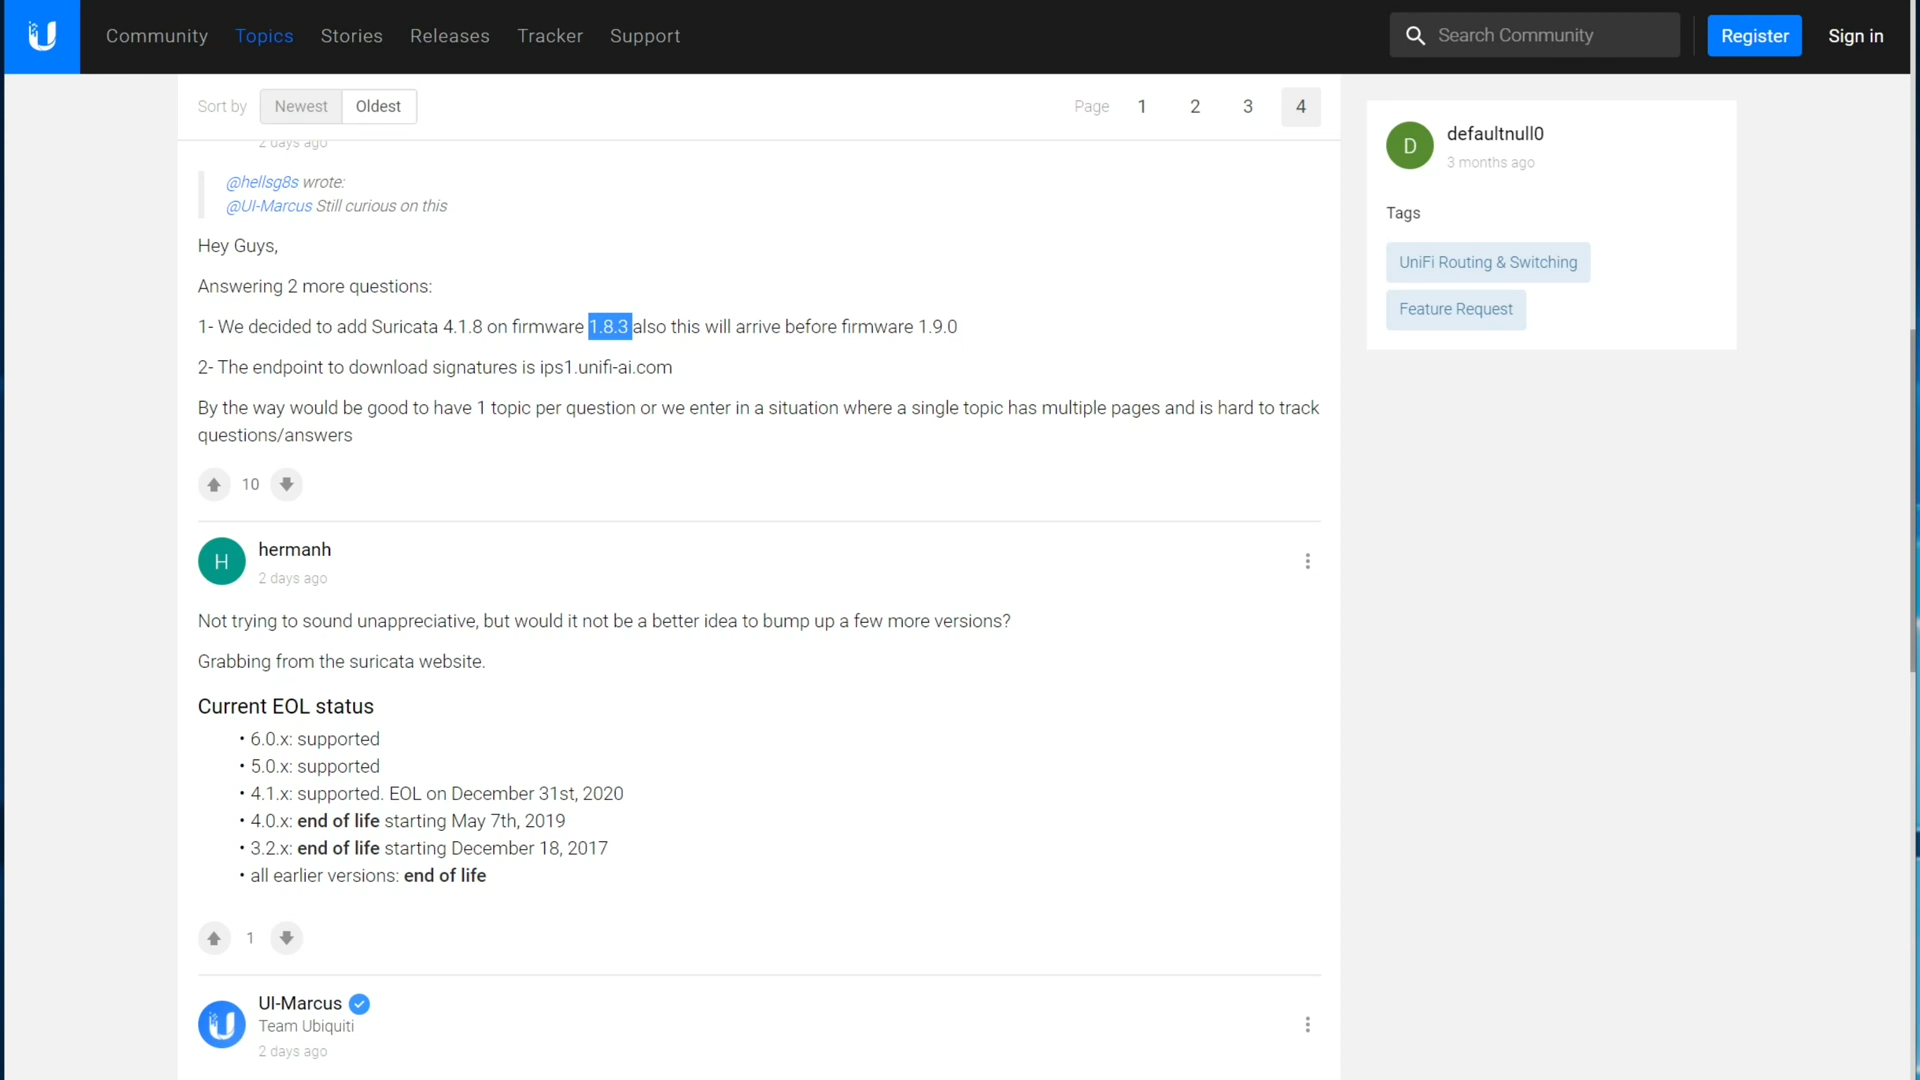 Community Topics Stories Releases Tracker Support Search Community Register Sign in
Sort by Newest Oldest Page 1 2 3 4
2 days ago
@hellsg8s wrote:
@UI-Marcus Still curious on this
Hey Guys,
Answering 2 more questions:
1- We decided to add Suricata 4.1.8 on firmware 1.8.3 also this will arrive before firmware 1.9.0
2- The endpoint to download signatures is ips1.unifi-ai.com
By the way would be good to have 1 topic per question or we enter in a situation where a single topic has multiple pages and is hard to track
questions/answers
10
H
hermanh
2 days ago
Not trying to sound unappreciative, but would it not be a better idea to bump up a few more versions?
Grabbing from the suricata website.
Current EOL status
• 6.0.x: supported
• 5.0.x: supported
• 4.1.x: supported. EOL on December 31st, 2020
• 4.0.x: end of life starting May 7th, 2019
• 3.2.x: end of life starting December 18, 2017
• all earlier versions: end of life
1
UI-Marcus
Team Ubiquiti
2 days ago
D
defaultnull0
3 months ago
Tags
UniFi Routing & Switching
Feature Request